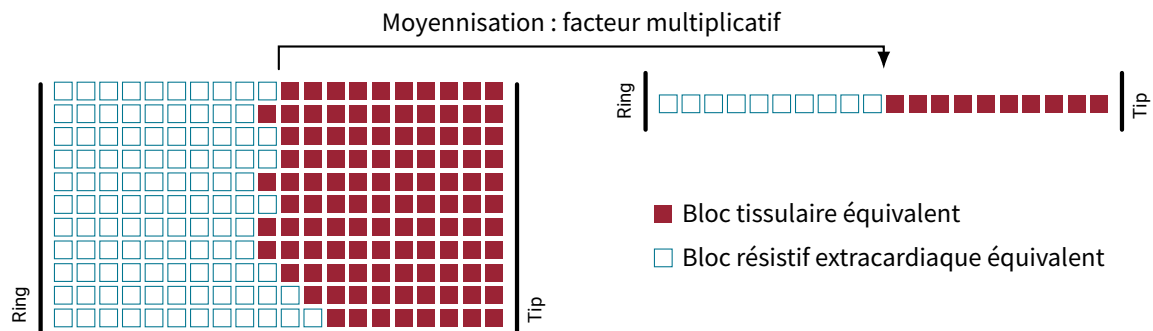 Moyennisation : facteur multiplicatif
Ring
Tip
Ring
Tip
Bloc tissulaire équivalent
Bloc résistif extracardiaque équivalent